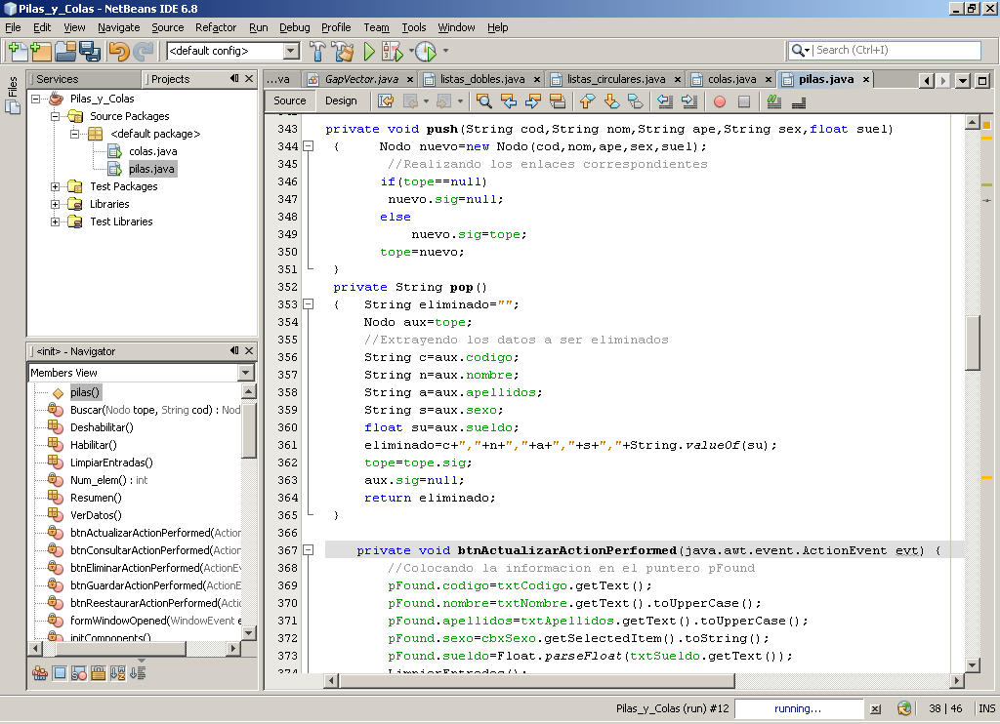 Pilas_y_Colas - NetBeans IDE 6.8
File Edit View Navigate Source Refactor Run Debug Profile Team Tools Window Help
<default config>
Search (Ctrl+I)
Files
Services
Projects
Pilas_y_Colas
Source Packages
<default package>
colas.java
pilas.java
Test Packages
Libraries
Test Libraries
<init> - Navigator
Members View
pilas()
Buscar(Nodo tope, String cod) : Nod
Deshabilitar()
Habilitar()
LimpiarEntradas()
Num_elem() : int
Resumen()
VerDatos()
btnActualizarActionPerformed(Action
btnConsultarActionPerformed(Action
btnEliminarActionPerformed(ActionEv
btnGuardarActionPerformed(ActionE
btnReestaurarActionPerformed(Actio
formWindowOpened(WindowEvent e
initComponents()
...va GapVector.java listas_dobles.java listas_circulares.java colas.java pilas.java
Source Design
343 private void push(String cod,String nom,String ape,String sex,float suel)
344 { Nodo nuevo=new Nodo(cod,nom,ape,sex,suel);
345 //Realizando los enlaces correspondientes
346 if(tope==null)
347 nuevo.sig=null;
348 else
349 nuevo.sig=tope;
350 tope=nuevo;
351 }
352 private String pop()
353 { String eliminado="";
354 Nodo aux=tope;
355 //Extrayendo los datos a ser eliminados
356 String c=aux.codigo;
357 String n=aux.nombre;
358 String a=aux.apellidos;
359 String s=aux.sexo;
360 float su=aux.sueldo;
361 eliminado=c+","+n+","+a+","+s+","+String.valueOf(su);
362 tope=tope.sig;
363 aux.sig=null;
364 return eliminado;
365 }
366
367 private void btnActualizarActionPerformed(java.awt.event.ActionEvent evt) {
368 //Colocando la informacion en el puntero pFound
369 pFound.codigo=txtCodigo.getText();
370 pFound.nombre=txtNombre.getText().toUpperCase();
371 pFound.apellidos=txtApellidos.getText().toUpperCase();
372 pFound.sexo=cbxSexo.getSelectedItem().toString();
373 pFound.sueldo=Float.parseFloat(txtSueldo.getText());
374 LimpiarEntradas();
Pilas_y_Colas (run) #12 running... 38 | 46 INS